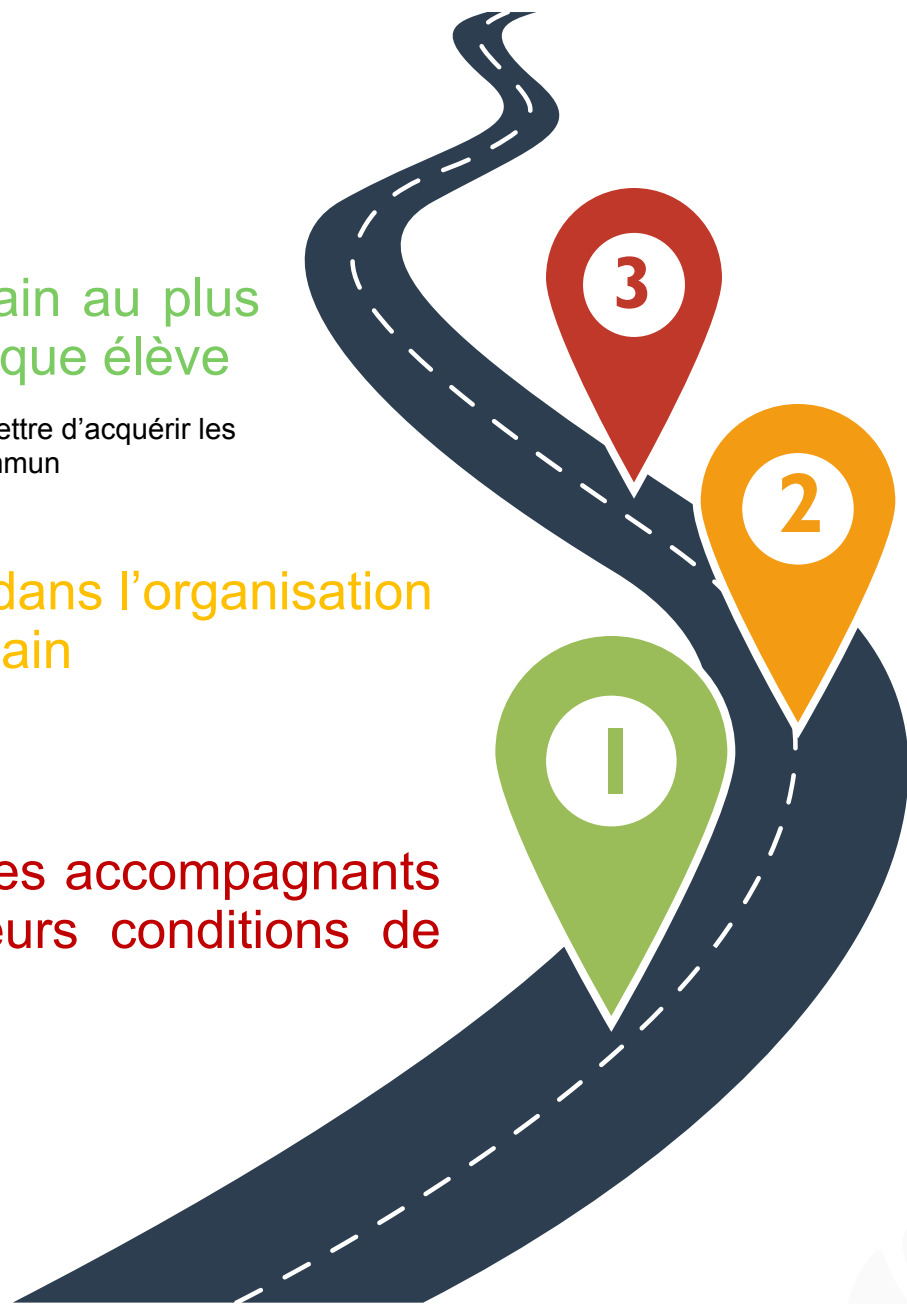 ain au plus
que élève
ettre d’acquérir les
mmun
dans l’organisation
ain
es accompagnants
eurs conditions de
3
2
1